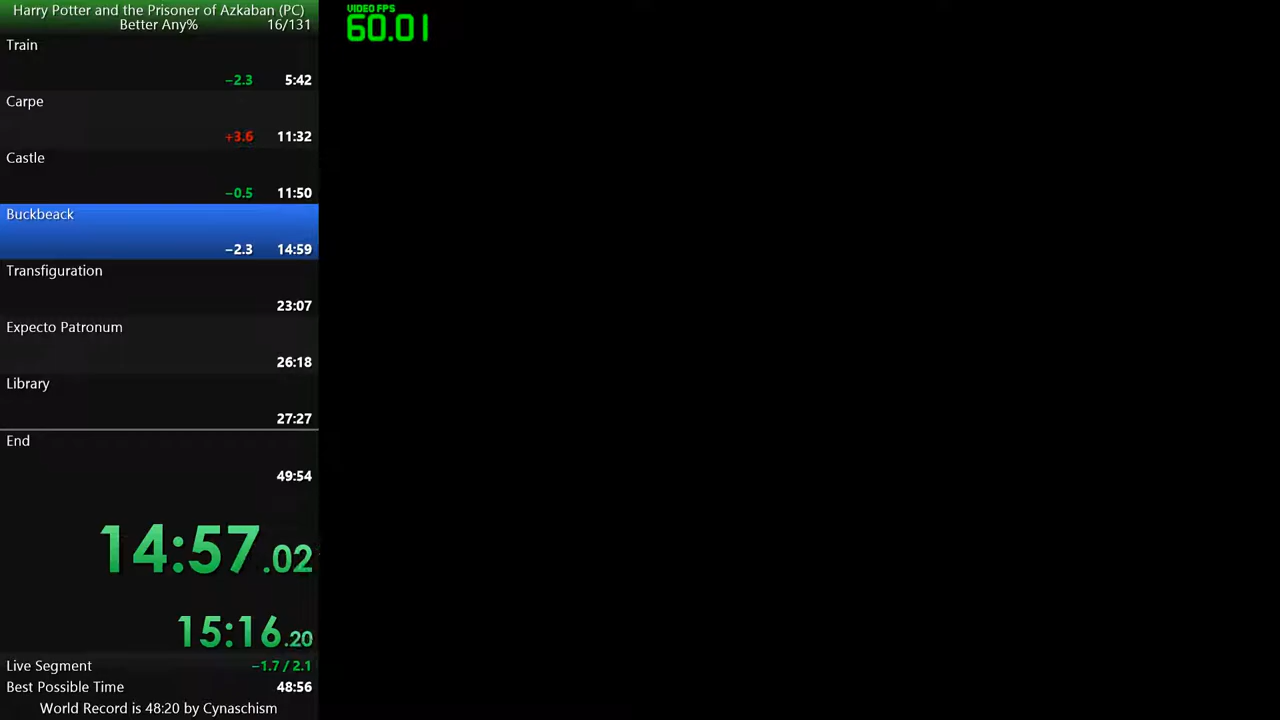 Harry Potter and the Prisoner of Azkaban (PC)
Better Any% 16/131
VIDEO FPS
60.01
Train
−2.3 5:42
Carpe
+3.6 11:32
Castle
−0.5 11:50
Buckbeack
−2.3 14:59
Transfiguration
23:07
Expecto Patronum
26:18
Library
27:27
End
49:54
14:57.02
15:16.20
Live Segment −1.7 / 2.1
Best Possible Time 48:56
World Record is 48:20 by Cynaschism